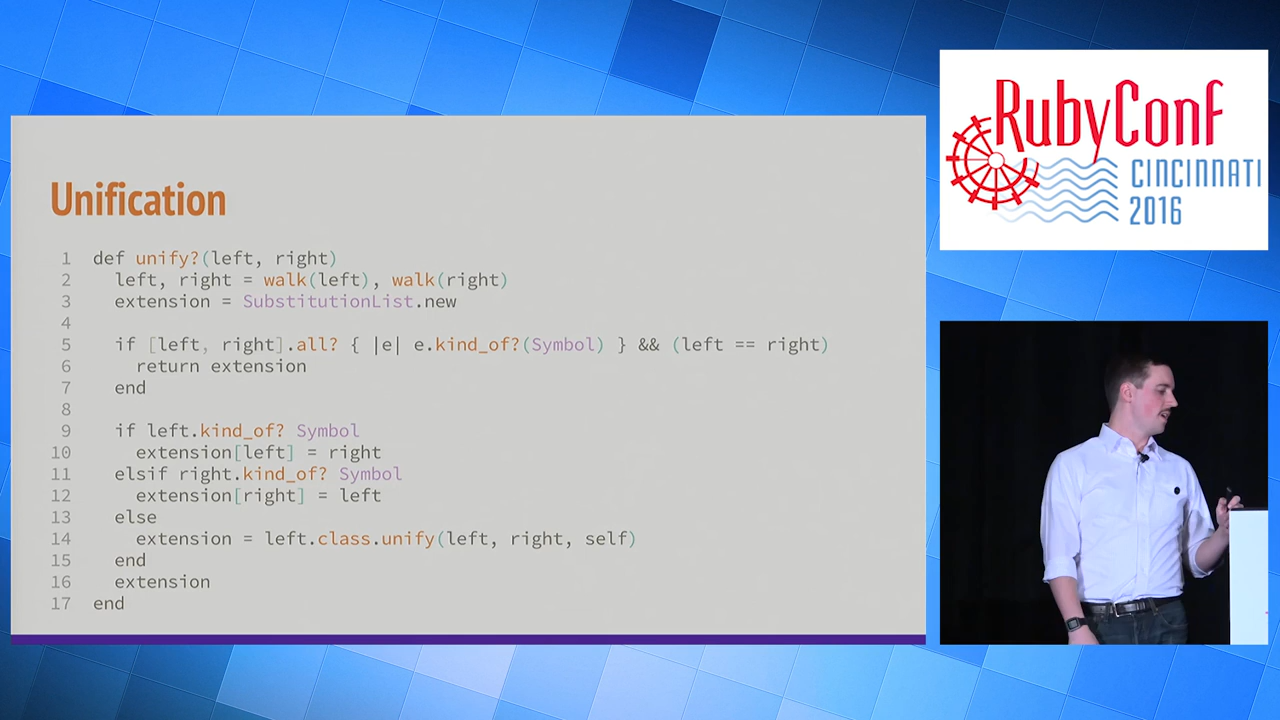 Unification
1 def unify?(left, right)
2   left, right = walk(left), walk(right)
3   extension = SubstitutionList.new
4
5   if [left, right].all? { |e| e.kind_of?(Symbol) } && (left == right)
6     return extension
7   end
8
9   if left.kind_of? Symbol
10     extension[left] = right
11   elsif right.kind_of? Symbol
12     extension[right] = left
13   else
14     extension = left.class.unify(left, right, self)
15   end
16   extension
17 end
RubyConf
CINCINNATI
2016